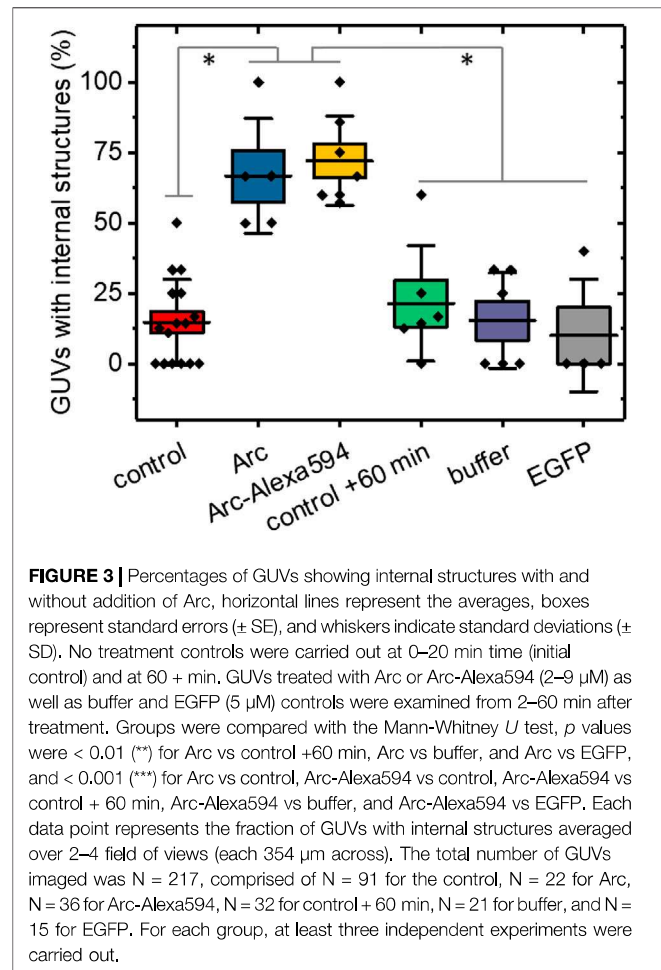 GUVs with internal structures (%)
100
75
50
25
0
*
*
control
Arc
Arc-Alexa594
control +60 min
buffer
EGFP
FIGURE 3 | Percentages of GUVs showing internal structures with and
without addition of Arc, horizontal lines represent the averages, boxes
represent standard errors (± SE), and whiskers indicate standard deviations (±
SD). No treatment controls were carried out at 0–20 min time (initial
control) and at 60 + min. GUVs treated with Arc or Arc-Alexa594 (2–9 μM) as
well as buffer and EGFP (5 μM) controls were examined from 2–60 min after
treatment. Groups were compared with the Mann-Whitney U test, p values
were < 0.01 (**) for Arc vs control +60 min, Arc vs buffer, and Arc vs EGFP,
and < 0.001 (***) for Arc vs control, Arc-Alexa594 vs control, Arc-Alexa594 vs
control + 60 min, Arc-Alexa594 vs buffer, and Arc-Alexa594 vs EGFP. Each
data point represents the fraction of GUVs with internal structures averaged
over 2–4 field of views (each 354 μm across). The total number of GUVs
imaged was N = 217, comprised of N = 91 for the control, N = 22 for Arc,
N = 36 for Arc-Alexa594, N = 32 for control + 60 min, N = 21 for buffer, and N =
15 for EGFP. For each group, at least three independent experiments were
carried out.